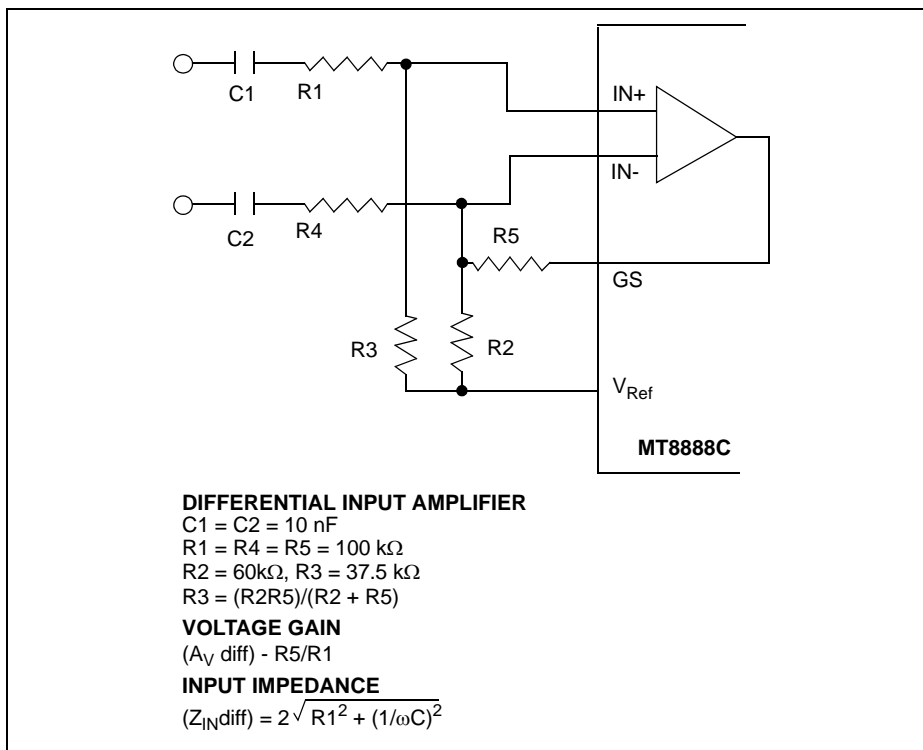 C1
R1
IN+
IN-
C2
R4
R5
GS
R3
R2
V_Ref
MT8888C
DIFFERENTIAL INPUT AMPLIFIER
C1 = C2 = 10 nF
R1 = R4 = R5 = 100 kΩ
R2 = 60kΩ, R3 = 37.5 kΩ
R3 = (R2R5)/(R2 + R5)
VOLTAGE GAIN
(A_V diff) - R5/R1
INPUT IMPEDANCE
(Z_INdiff) = 2√R1² + (1/ωC)²